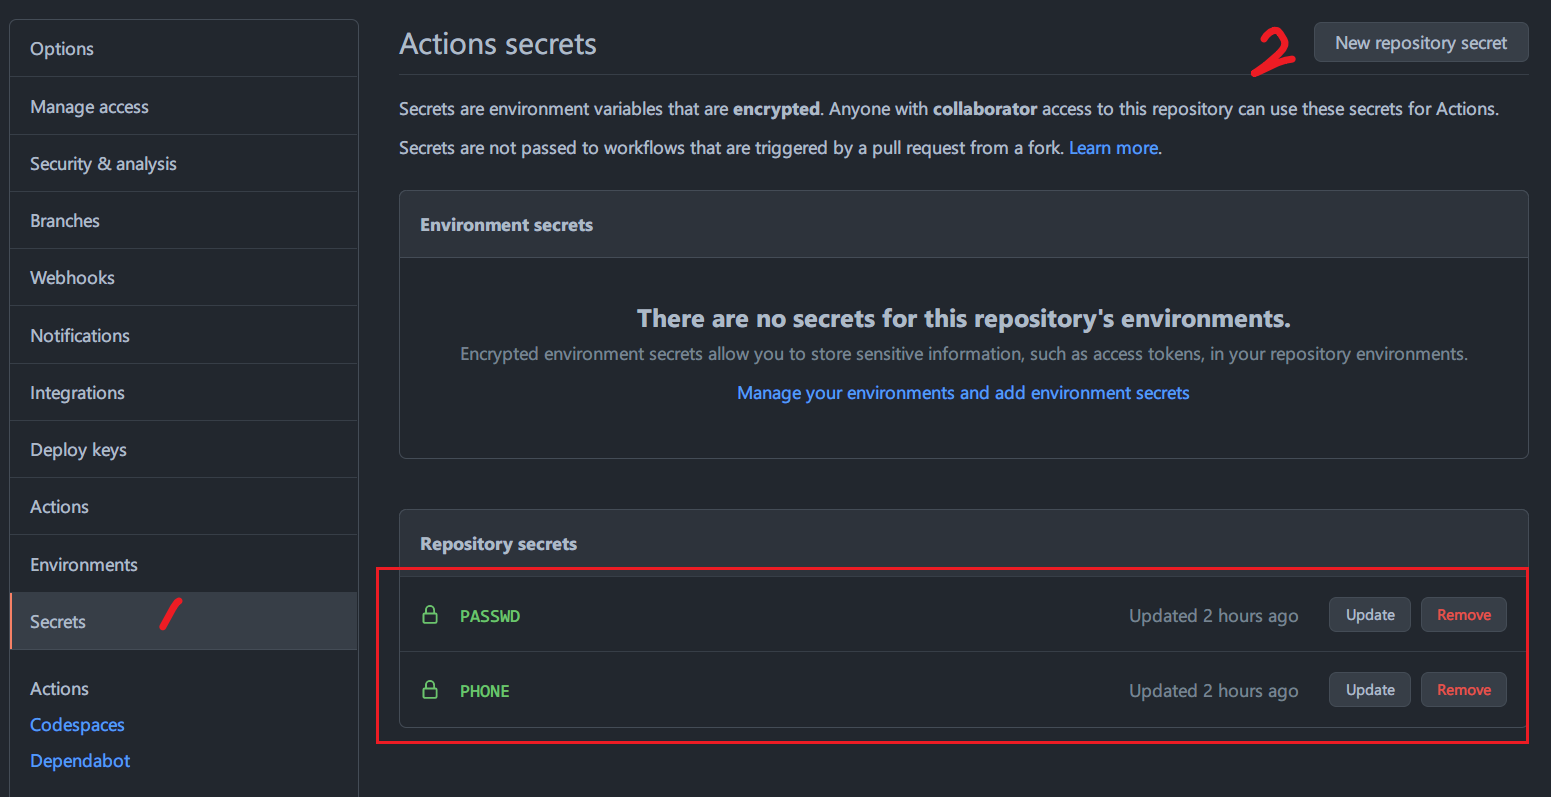 Options
Manage access
Security & analysis
Branches
Webhooks
Notifications
Integrations
Deploy keys
Actions
Environments
Secrets
Actions
Codespaces
Dependabot
Actions secrets
2
New repository secret
Secrets are environment variables that are encrypted. Anyone with collaborator access to this repository can use these secrets for Actions.
Secrets are not passed to workflows that are triggered by a pull request from a fork. Learn more.
Environment secrets
There are no secrets for this repository's environments.
Encrypted environment secrets allow you to store sensitive information, such as access tokens, in your repository environments.
Manage your environments and add environment secrets
Repository secrets
PASSWD Updated 2 hours ago Update Remove
PHONE Updated 2 hours ago Update Remove